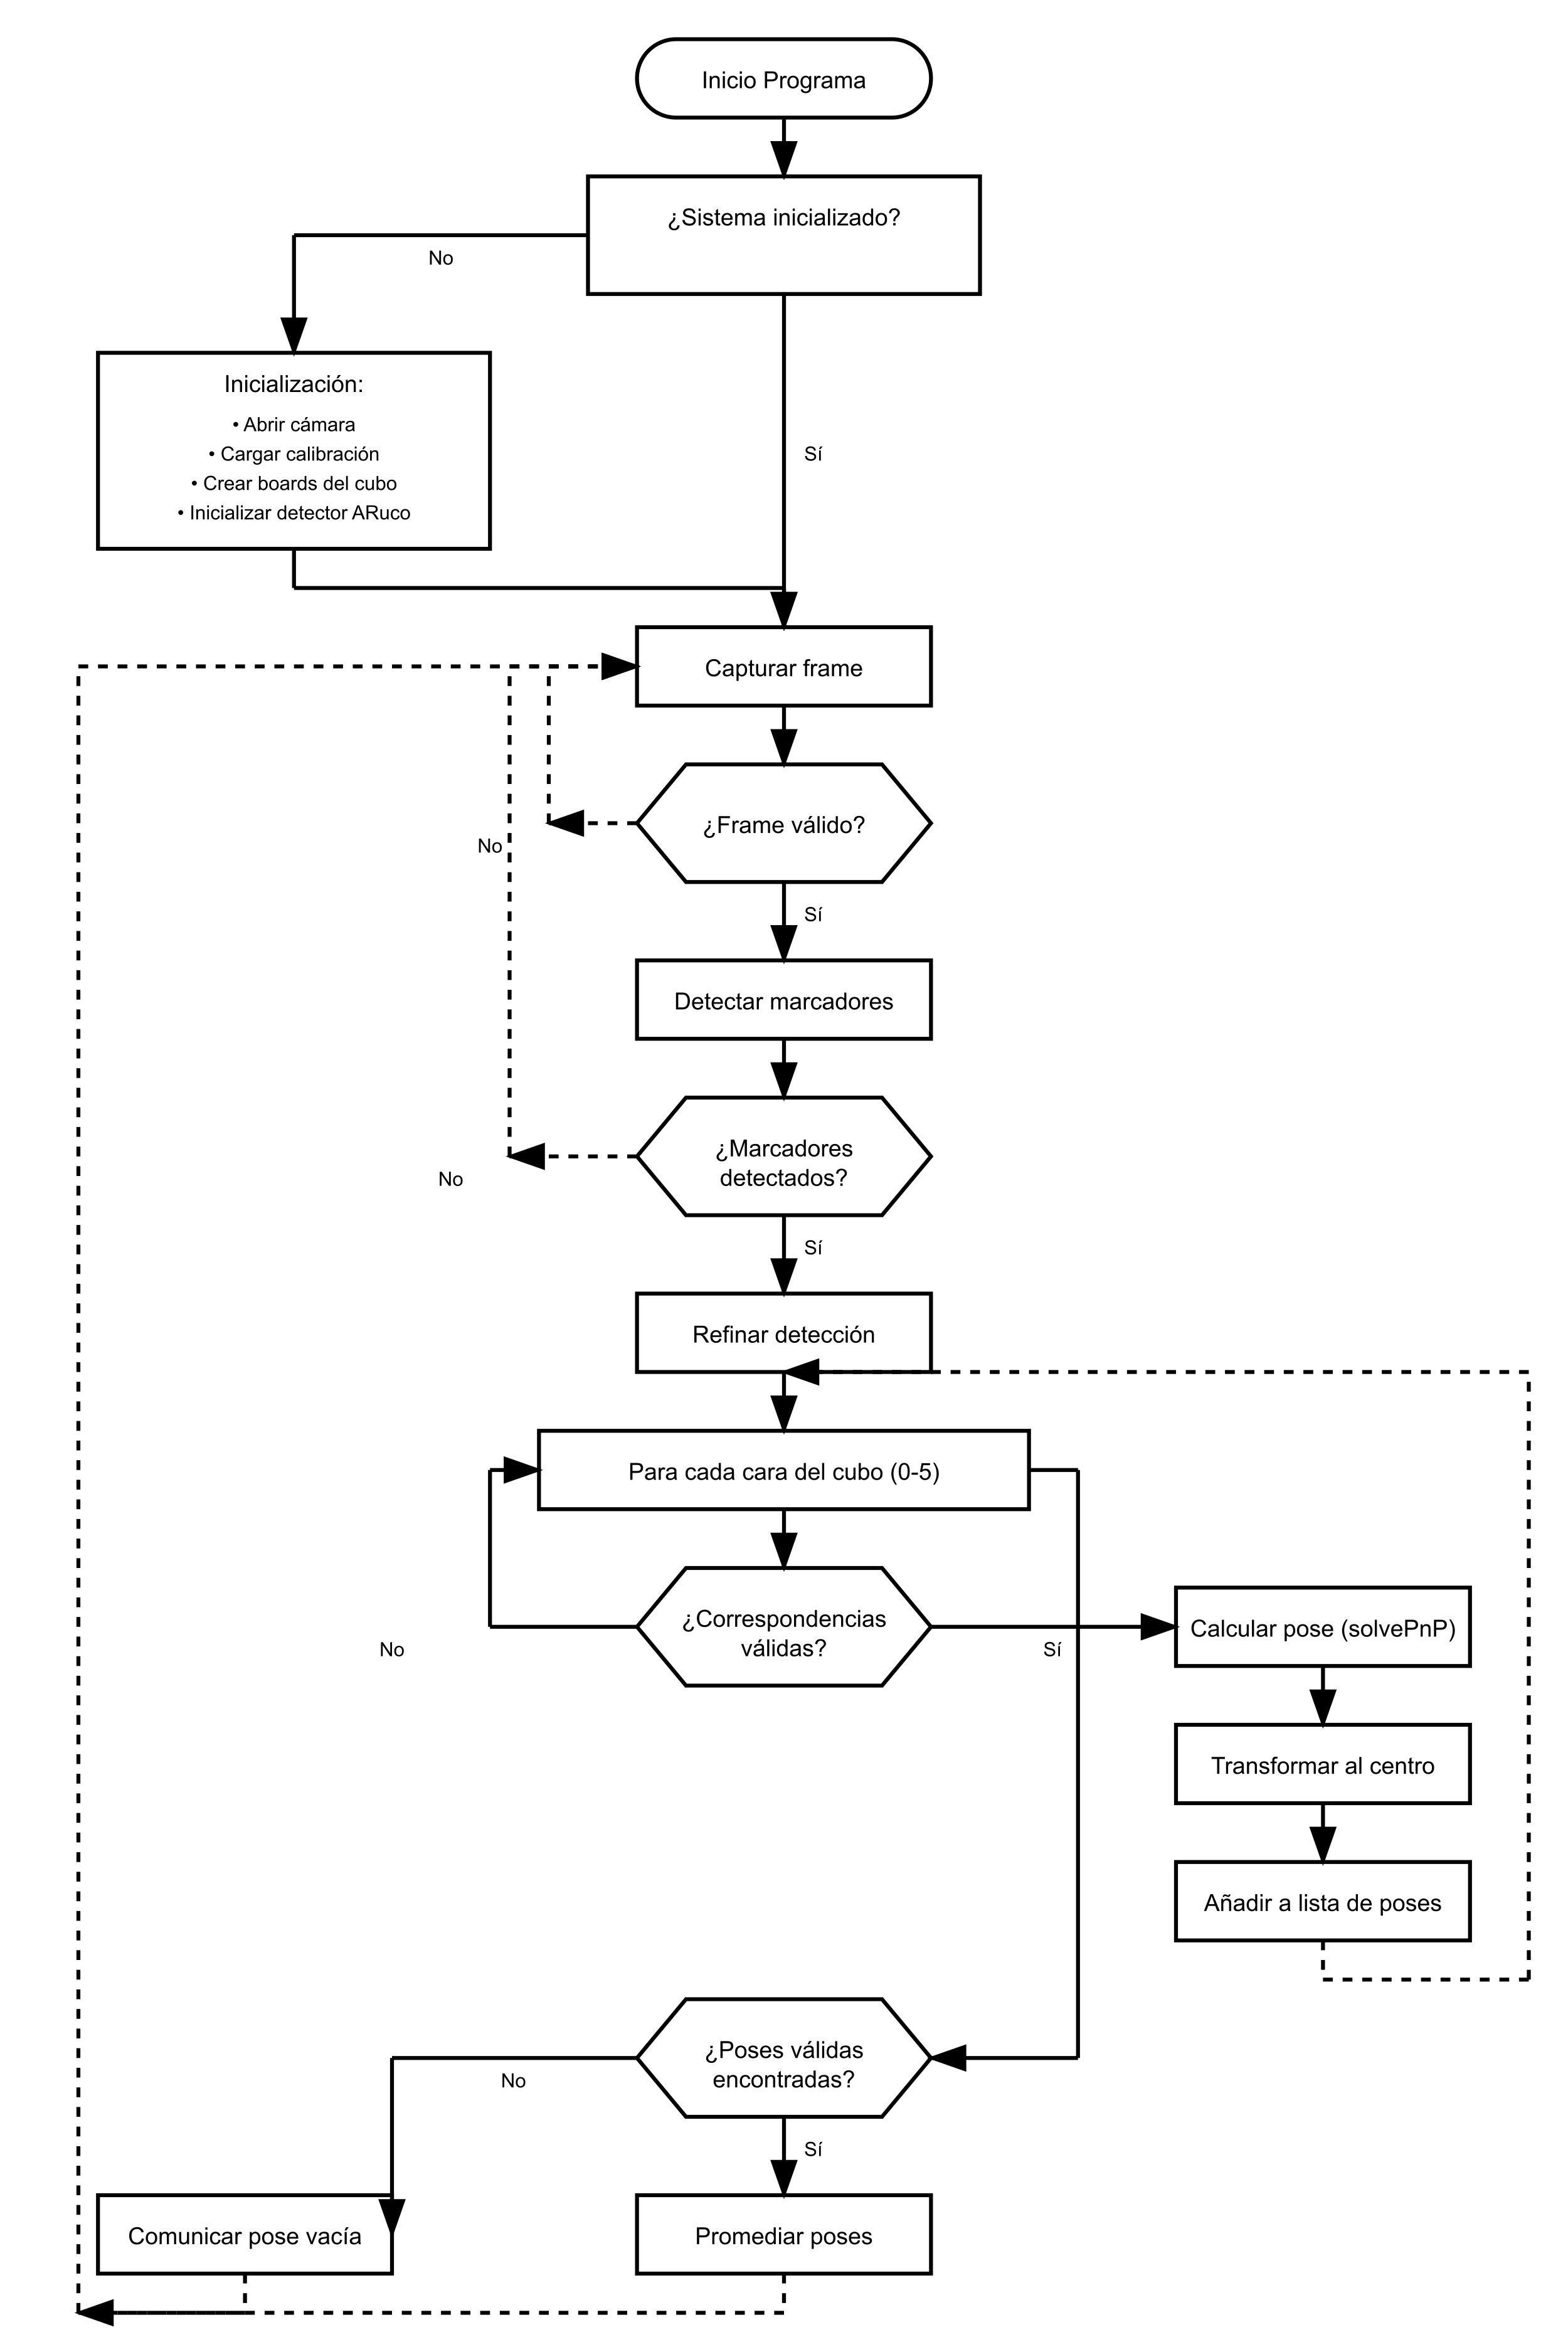 Inicio Programa
¿Sistema inicializado?
No
Inicialización:
• Abrir cámara
• Cargar calibración
• Crear boards del cubo
• Inicializar detector ARuco
Sí
Capturar frame
¿Frame válido?
No
Sí
Detectar marcadores
¿Marcadores
detectados?
No
Sí
Refinar detección
Para cada cara del cubo (0-5)
¿Correspondencias
válidas?
No
Sí
Calcular pose (solvePnP)
Transformar al centro
Añadir a lista de poses
¿Poses válidas
encontradas?
No
Sí
Comunicar pose vacía
Promediar poses